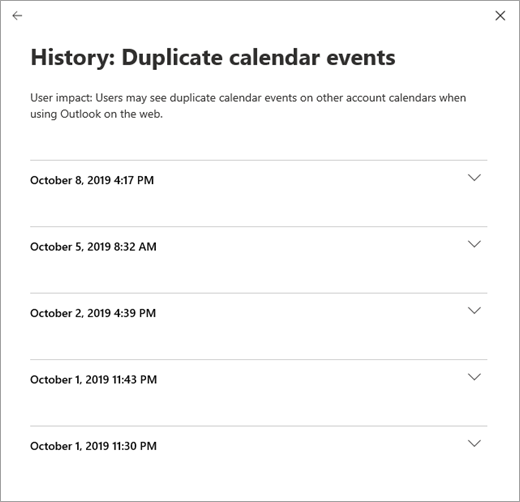 History: Duplicate calendar events
User impact: Users may see duplicate calendar events on other account calendars when
using Outlook on the web.
October 8, 2019 4:17 PM
October 5, 2019 8:32 AM
October 2, 2019 4:39 PM
October 1, 2019 11:43 PM
October 1, 2019 11:30 PM